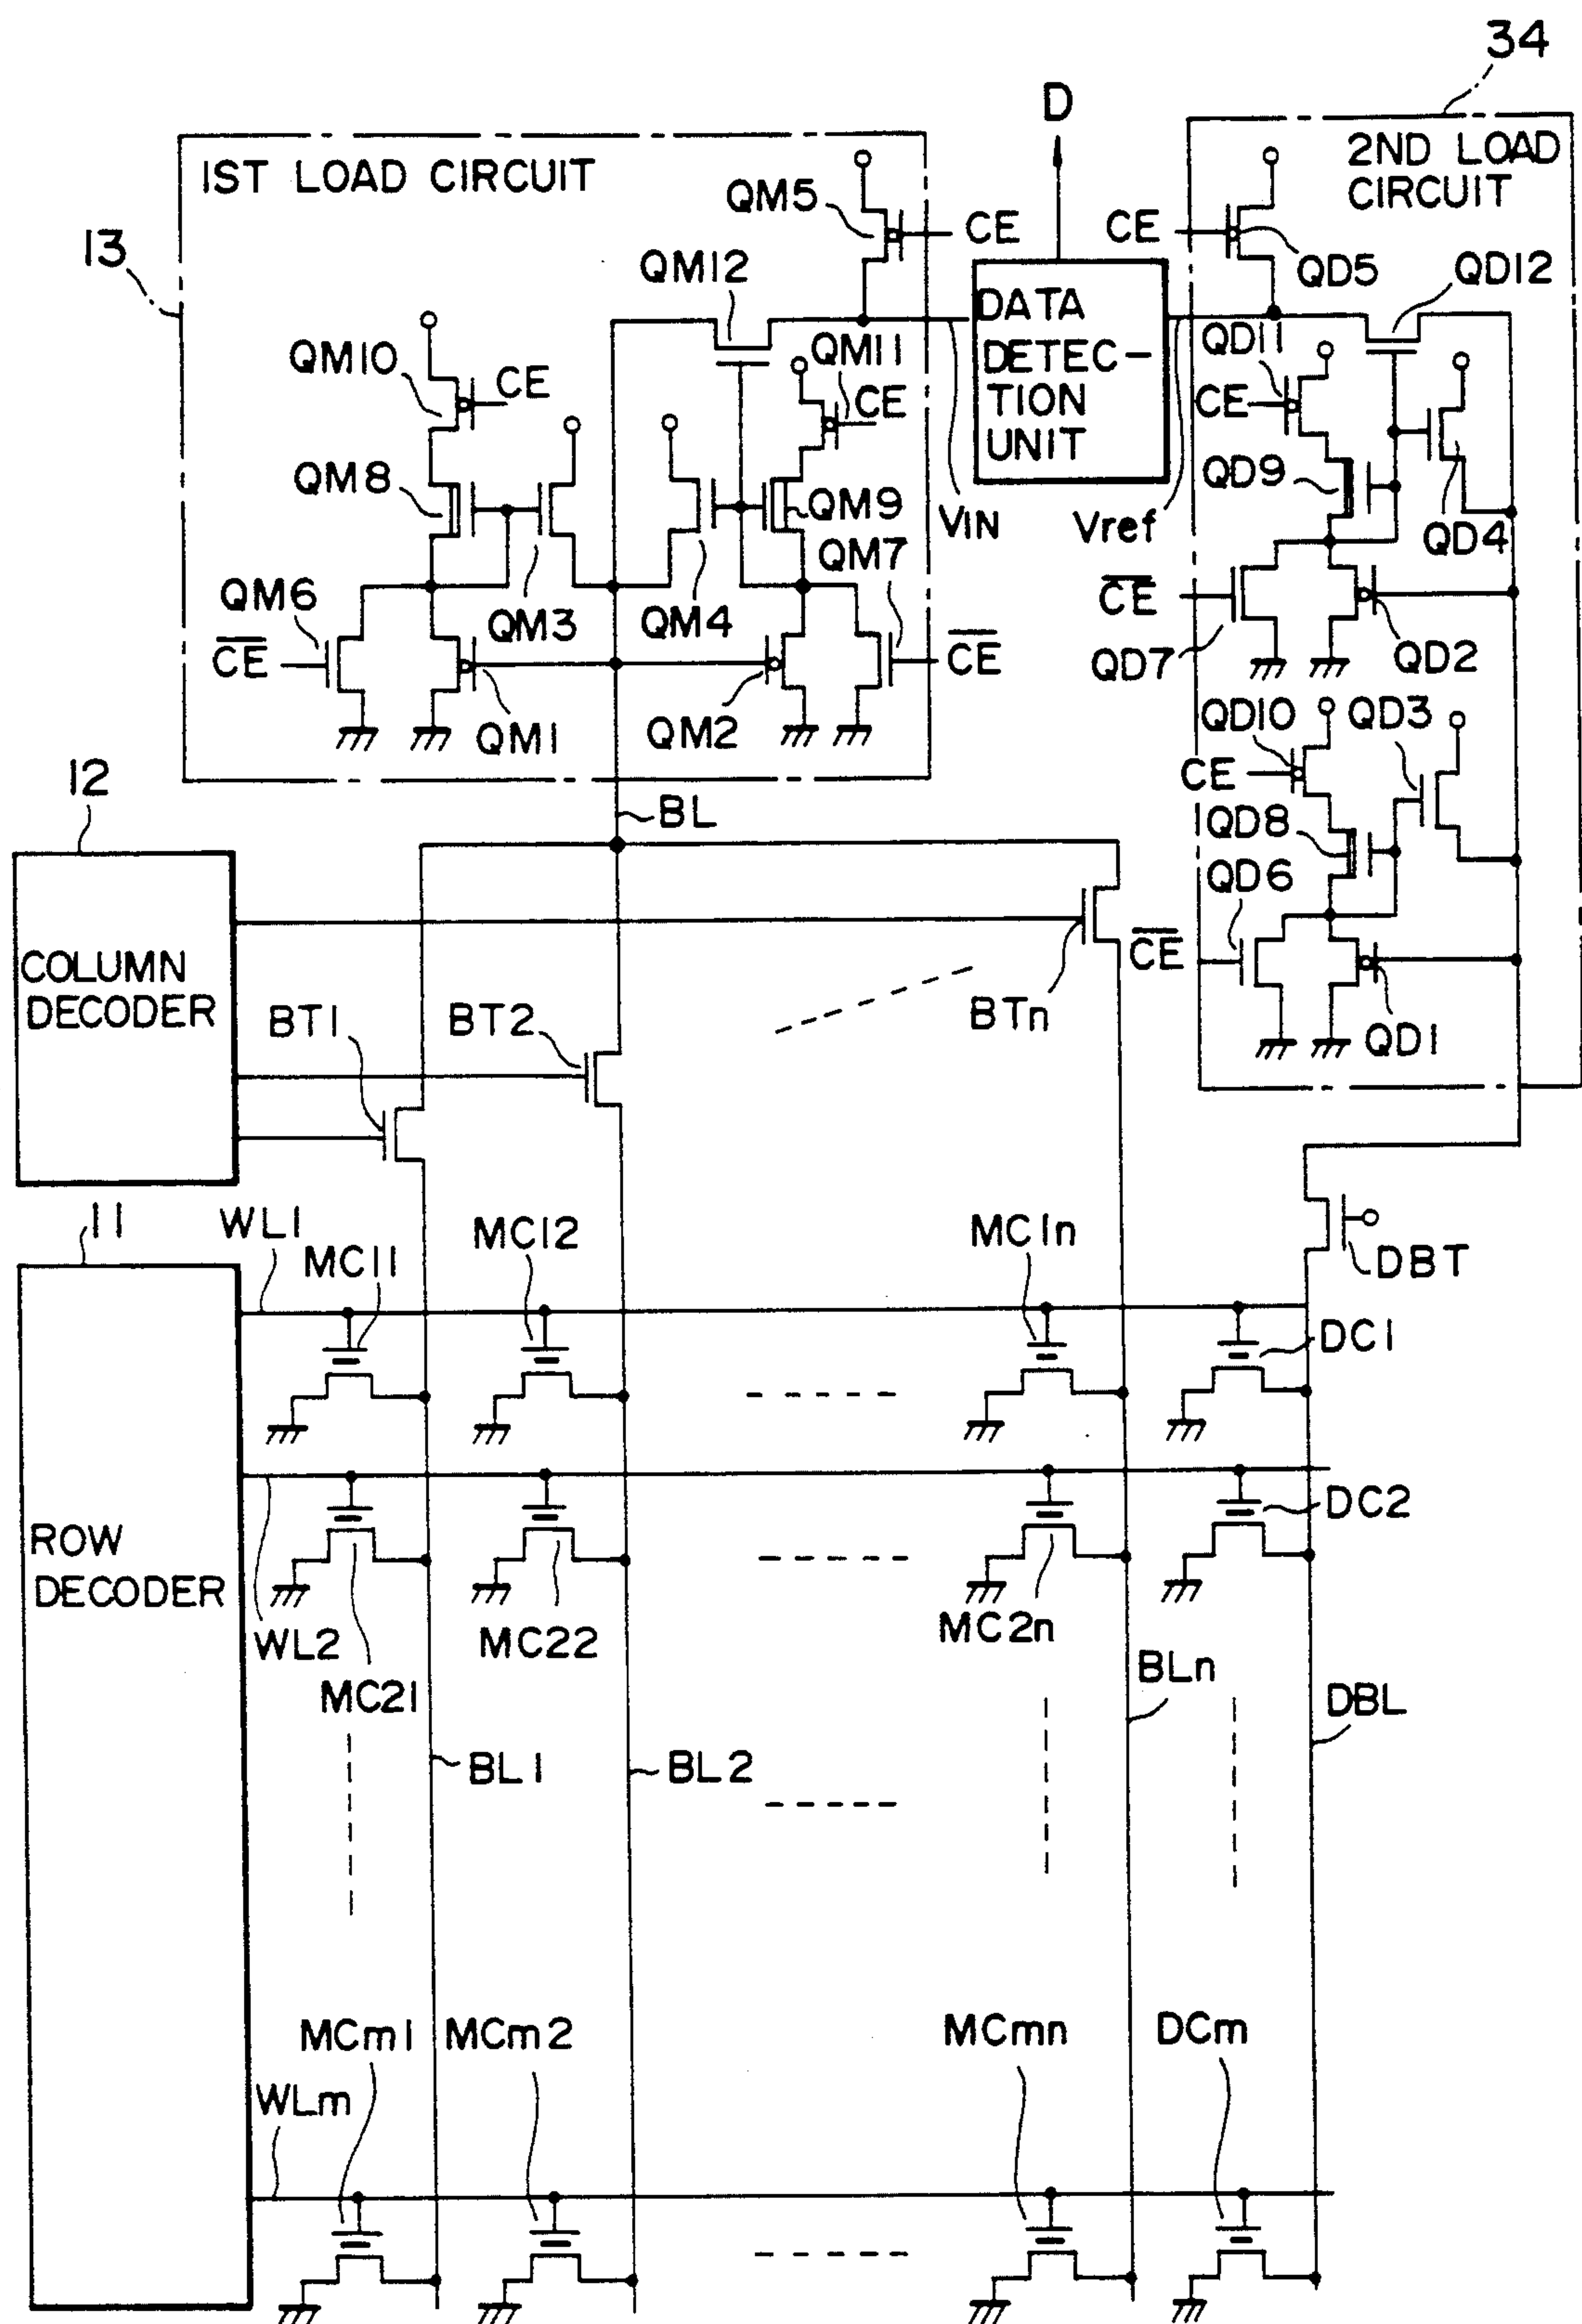 34
D
1ST LOAD CIRCUIT
2ND LOAD
CIRCUIT
QM5
CE
CE
13
QM12
QD5
QD12
DATA
DETEC-
TION
UNIT
QM10
CE
QM11
CE
QD11
CE
QM8
QM9
VIN
Vref
QD9
QD4
QM6
QM3
QM4
QM7
CE
CE
CE
QD7
QD2
QM1
QM2
QD10
QD3
12
CE
BL
QD8
QD6
COLUMN
DECODER
BT1
BT2
BTn
CE
QD1
11
WL1
MC11
MC12
MC1n
DBT
DC1
ROW
DECODER
DC2
WL2
MC21
MC22
MC2n
BLn
DBL
BL1
BL2
MCm1
MCm2
MCmn
DCm
WLm